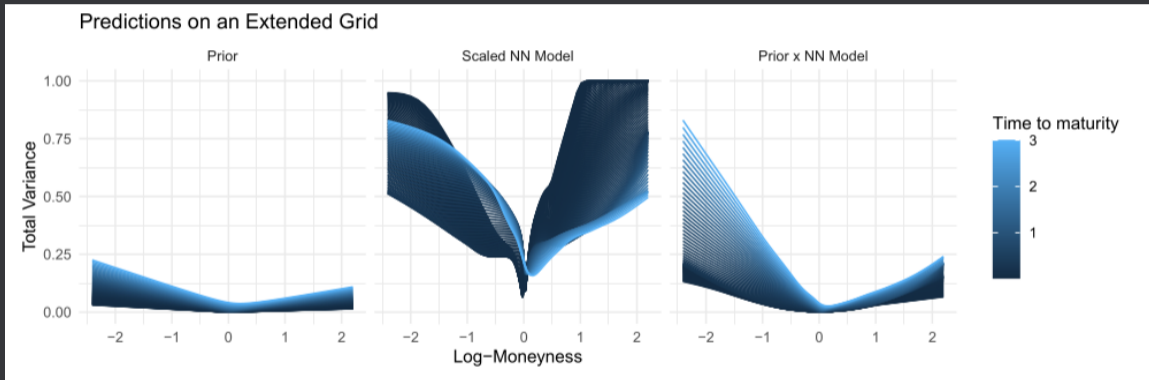 Predictions on an Extended Grid
Prior
Scaled NN Model
Prior x NN Model
Total Variance
1.00
0.75
0.50
0.25
0.00
−2 −1 0 1 2
−2 −1 0 1 2
−2 −1 0 1 2
Log−Moneyness
Time to maturity
3
2
1